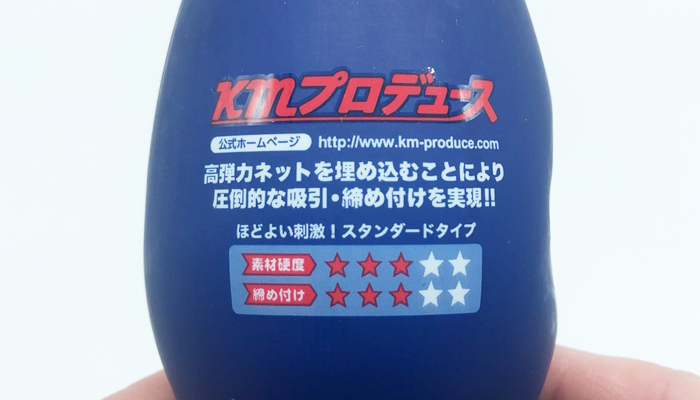 KMプロデュース
公式ホームページ http://www.km-produce.com
高弾力ネットを埋め込むことにより
圧倒的な吸引・締め付けを実現!!
ほどよい刺激！スタンダードタイプ
素材硬度 ★★★★★
締め付け ★★★★★